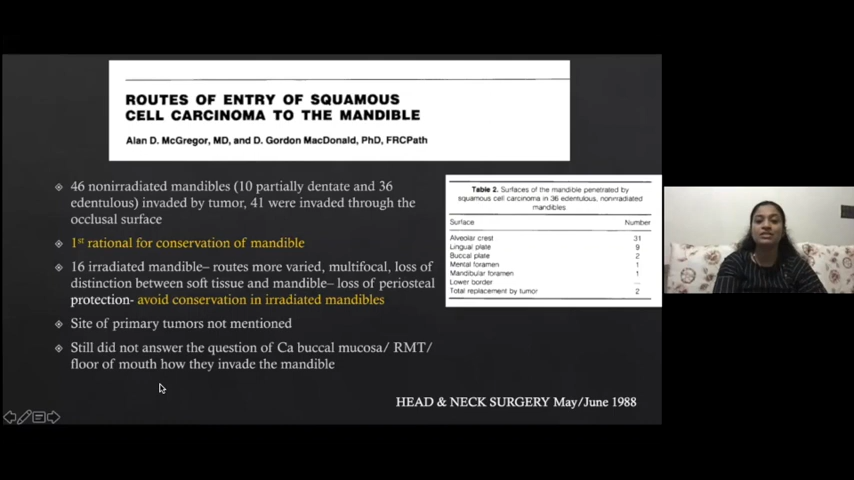 ROUTES OF ENTRY OF SQUAMOUS
CELL CARCINOMA TO THE MANDIBLE
Alan D. McGregor, MD, and D. Gordon MacDonald, PhD, FRCPath
46 nonirradiated mandibles (10 partially dentate and 36
edentulous) invaded by tumor, 41 were invaded through the
occlusal surface
1st rational for conservation of mandible
16 irradiated mandible– routes more varied, multifocal, loss of
distinction between soft tissue and mandible– loss of periosteal
protection- avoid conservation in irradiated mandibles
Site of primary tumors not mentioned
Still did not answer the question of Ca buccal mucosa/ RMT/
floor of mouth how they invade the mandible
Table 2. Surfaces of the mandible penetrated by
squamous cell carcinoma in 36 edentulous, nonirradiated
mandibles.
Surface Number
Alveolar crest 31
Lingual plate 9
Buccal plate 2
Mental foramen 1
Mandibular foramen 1
Lower border —
Total replacement by tumor 2
HEAD & NECK SURGERY May/June 1988